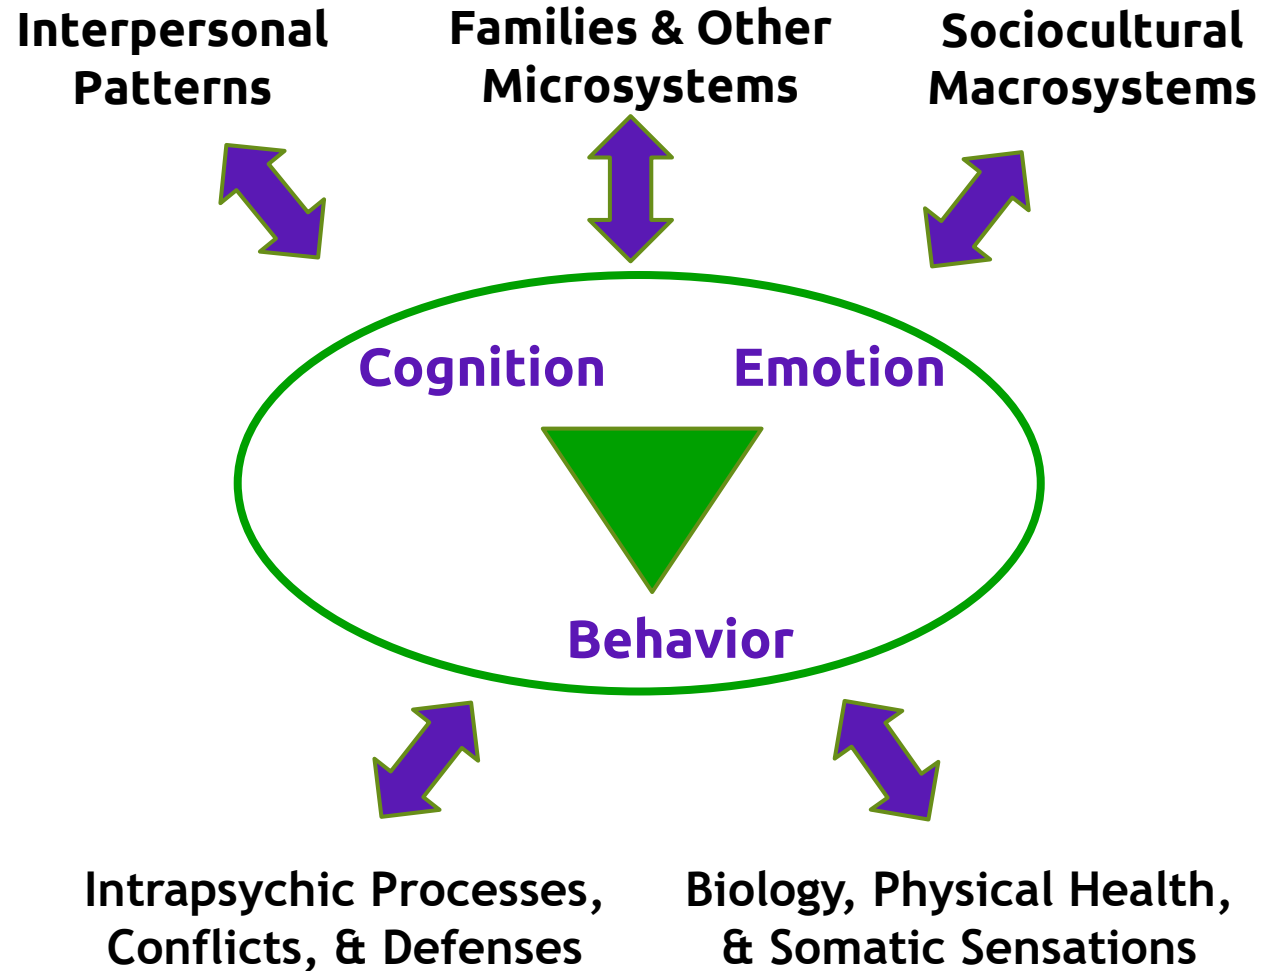 Interpersonal
Patterns
Families & Other
Microsystems
Sociocultural
Macrosystems
Cognition
Emotion
Behavior
Intrapsychic Processes,
Conflicts, & Defenses
Biology, Physical Health,
& Somatic Sensations